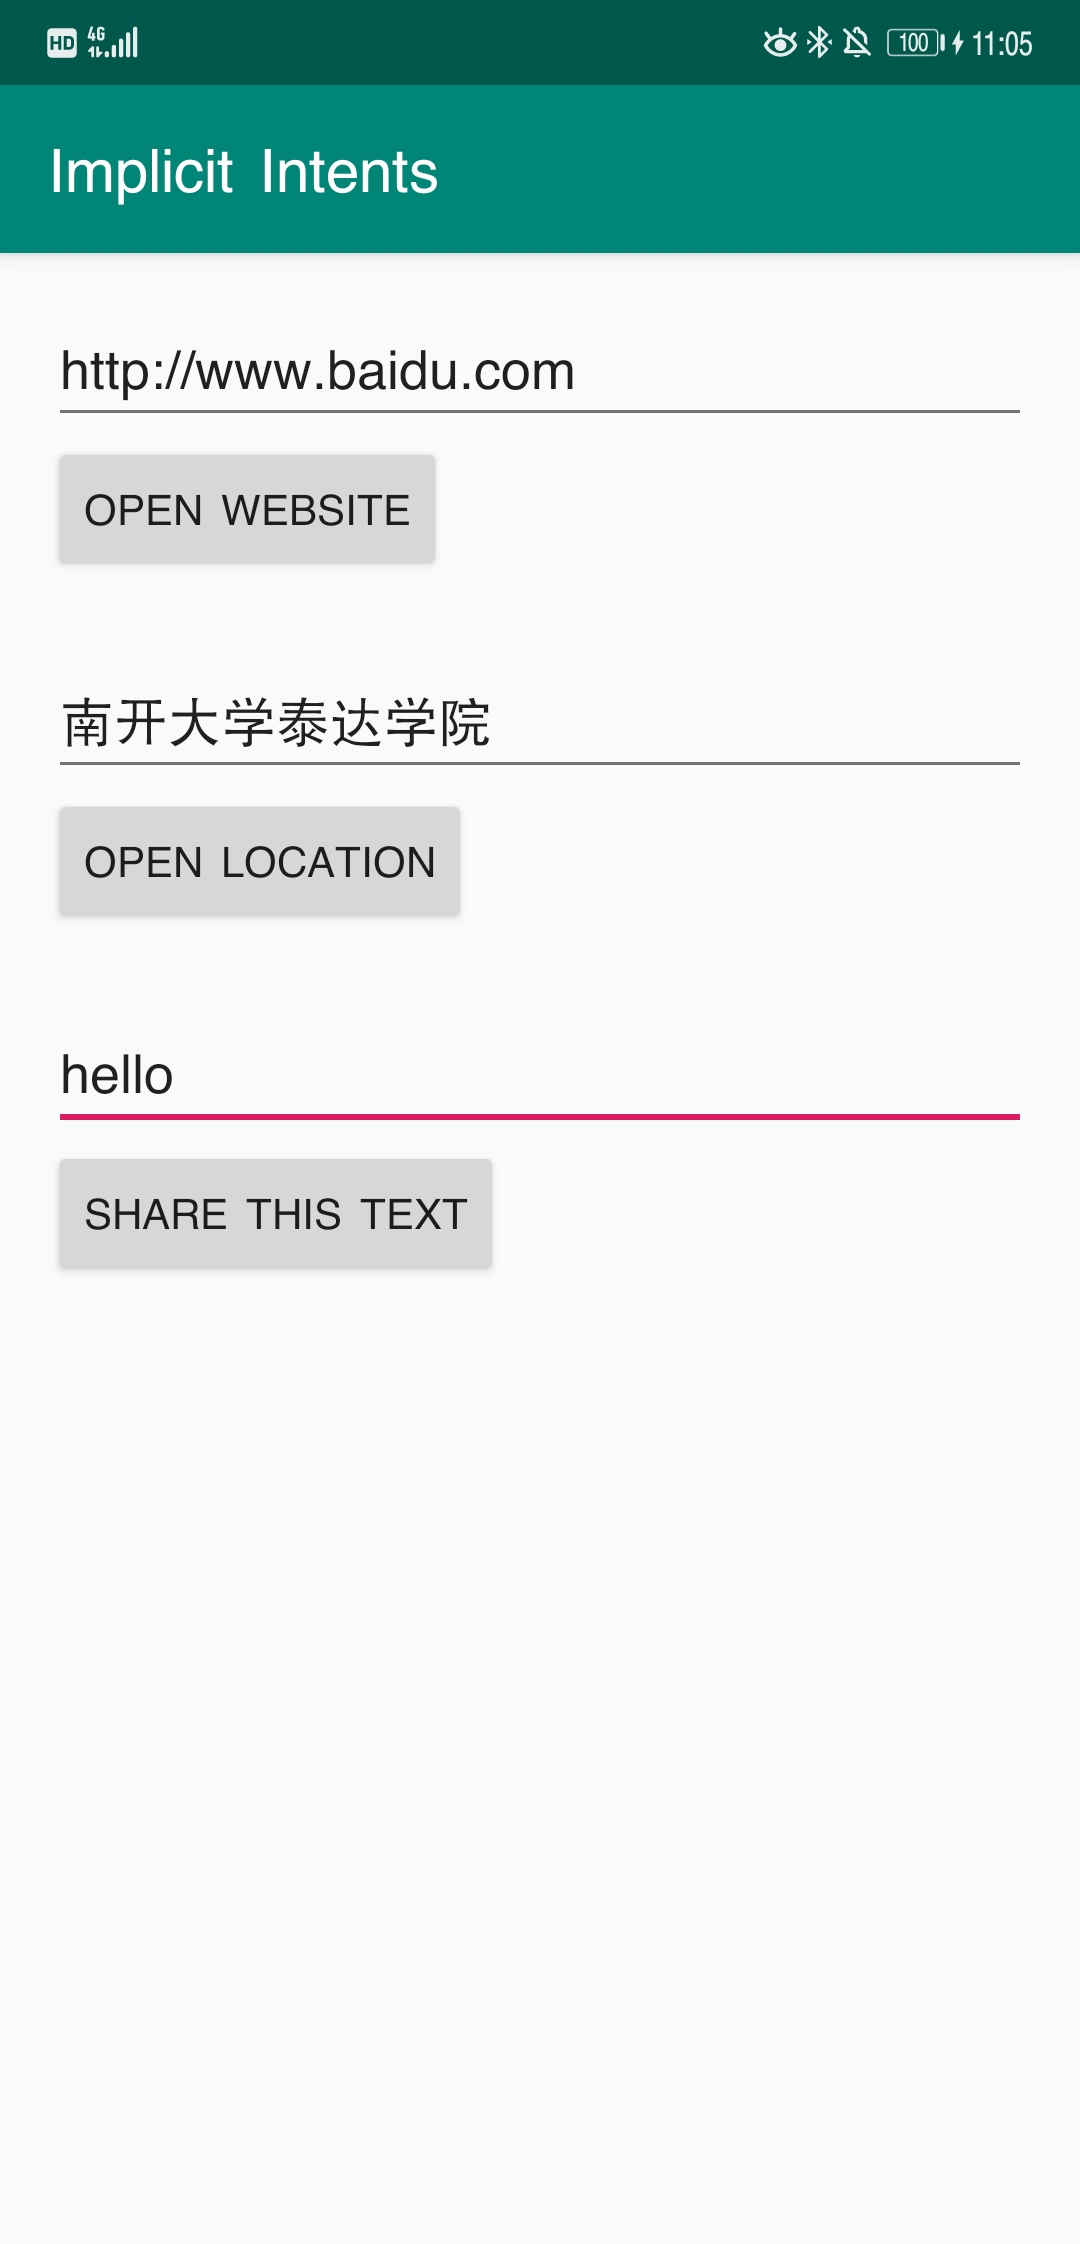 HD 4G 100 11:05
Implicit Intents
http://www.baidu.com
OPEN WEBSITE
南开大学泰达学院
OPEN LOCATION
hello
SHARE THIS TEXT